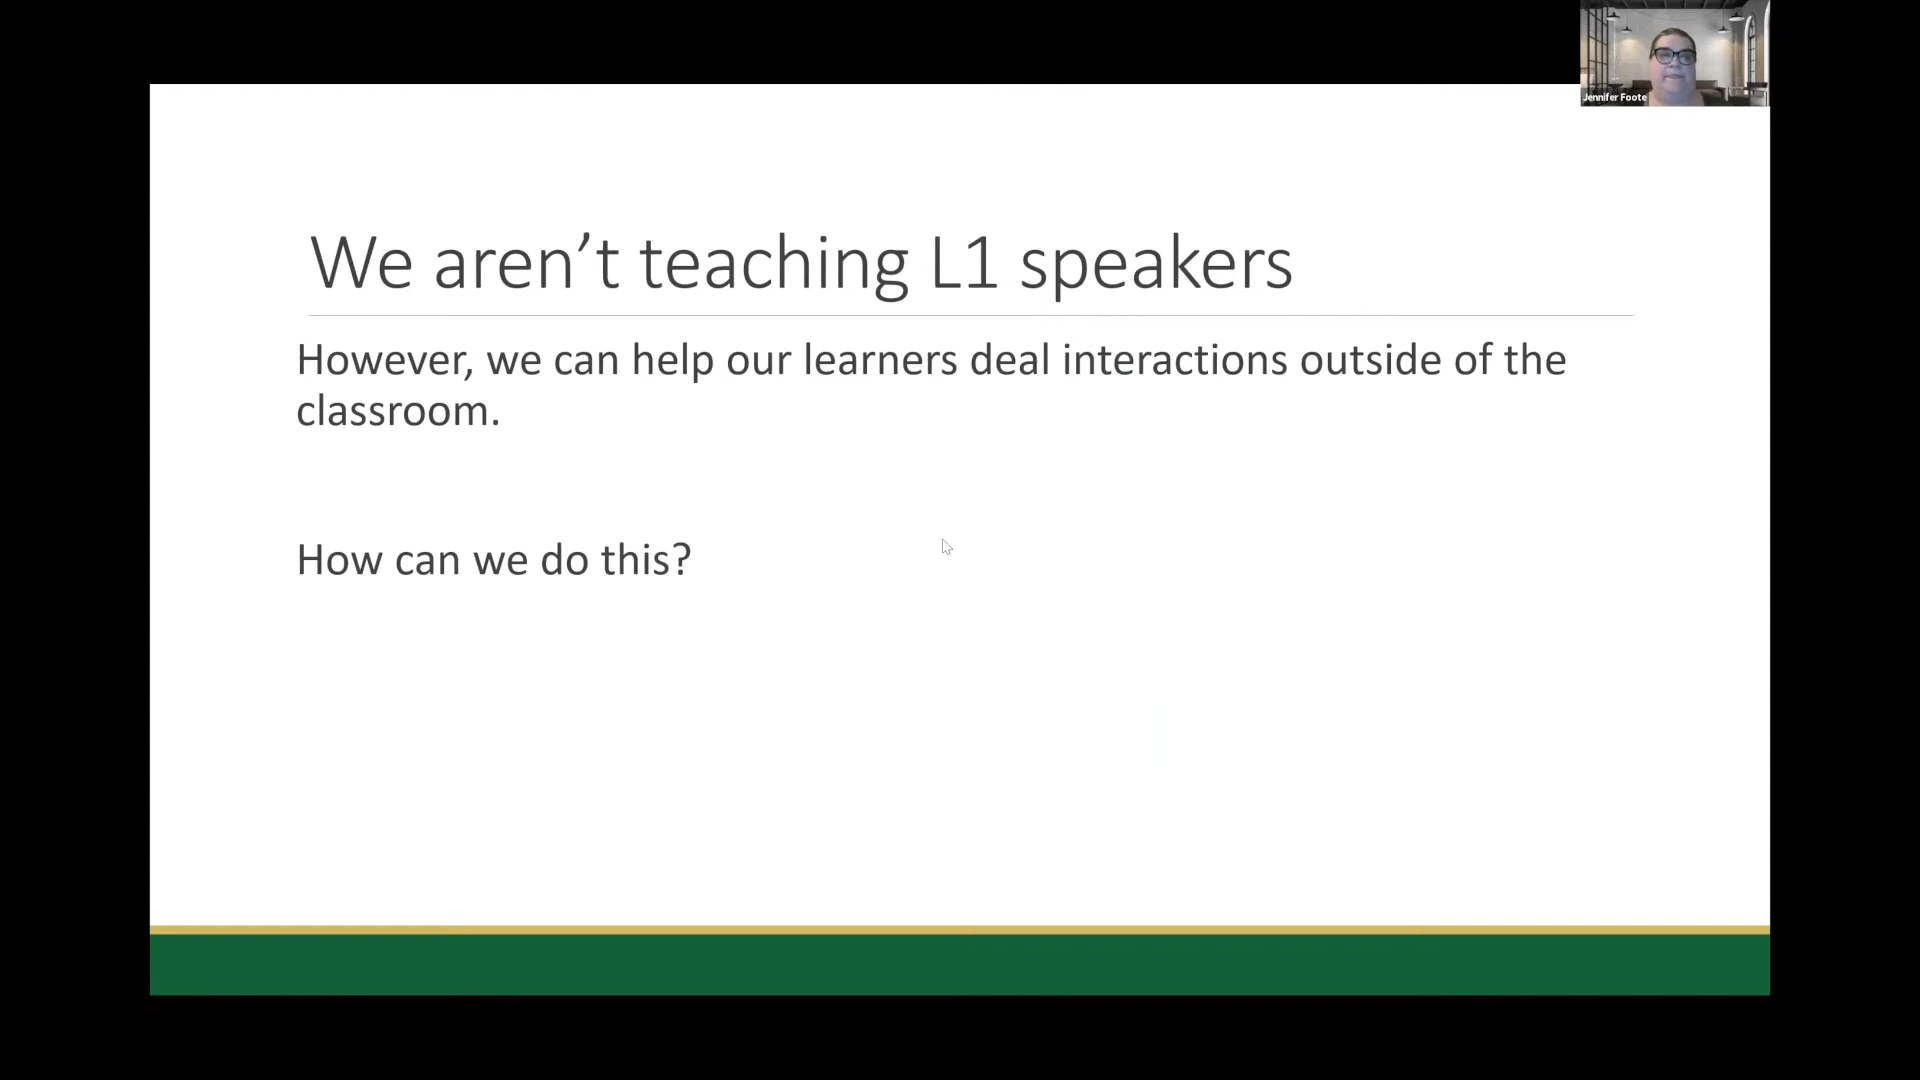 Jennifer Foote
We aren’t teaching L1 speakers
However, we can help our learners deal interactions outside of the
classroom.
How can we do this?